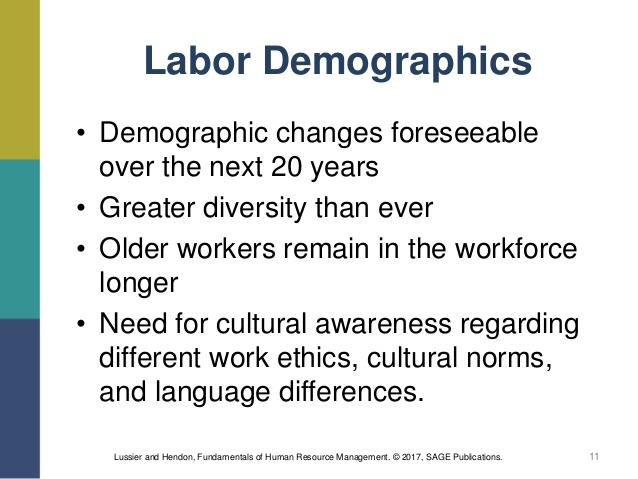 Labor Demographics
• Demographic changes foreseeable
over the next 20 years
• Greater diversity than ever
• Older workers remain in the workforce
longer
• Need for cultural awareness regarding
different work ethics, cultural norms,
and language differences.
Lussier and Hendon, Fundamentals of Human Resource Management. © 2017, SAGE Publications.
11